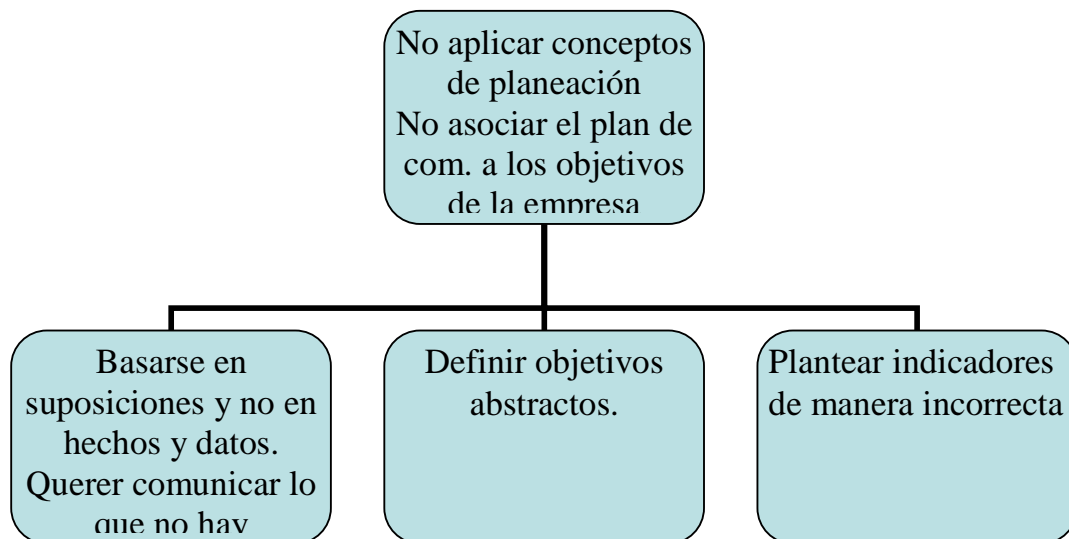 No aplicar conceptos
de planeación
No asociar el plan de
com. a los objetivos
de la empresa
Basarse en
suposiciones y no en
hechos y datos.
Querer comunicar lo
que no hay
Definir objetivos
abstractos.
Plantear indicadores
de manera incorrecta